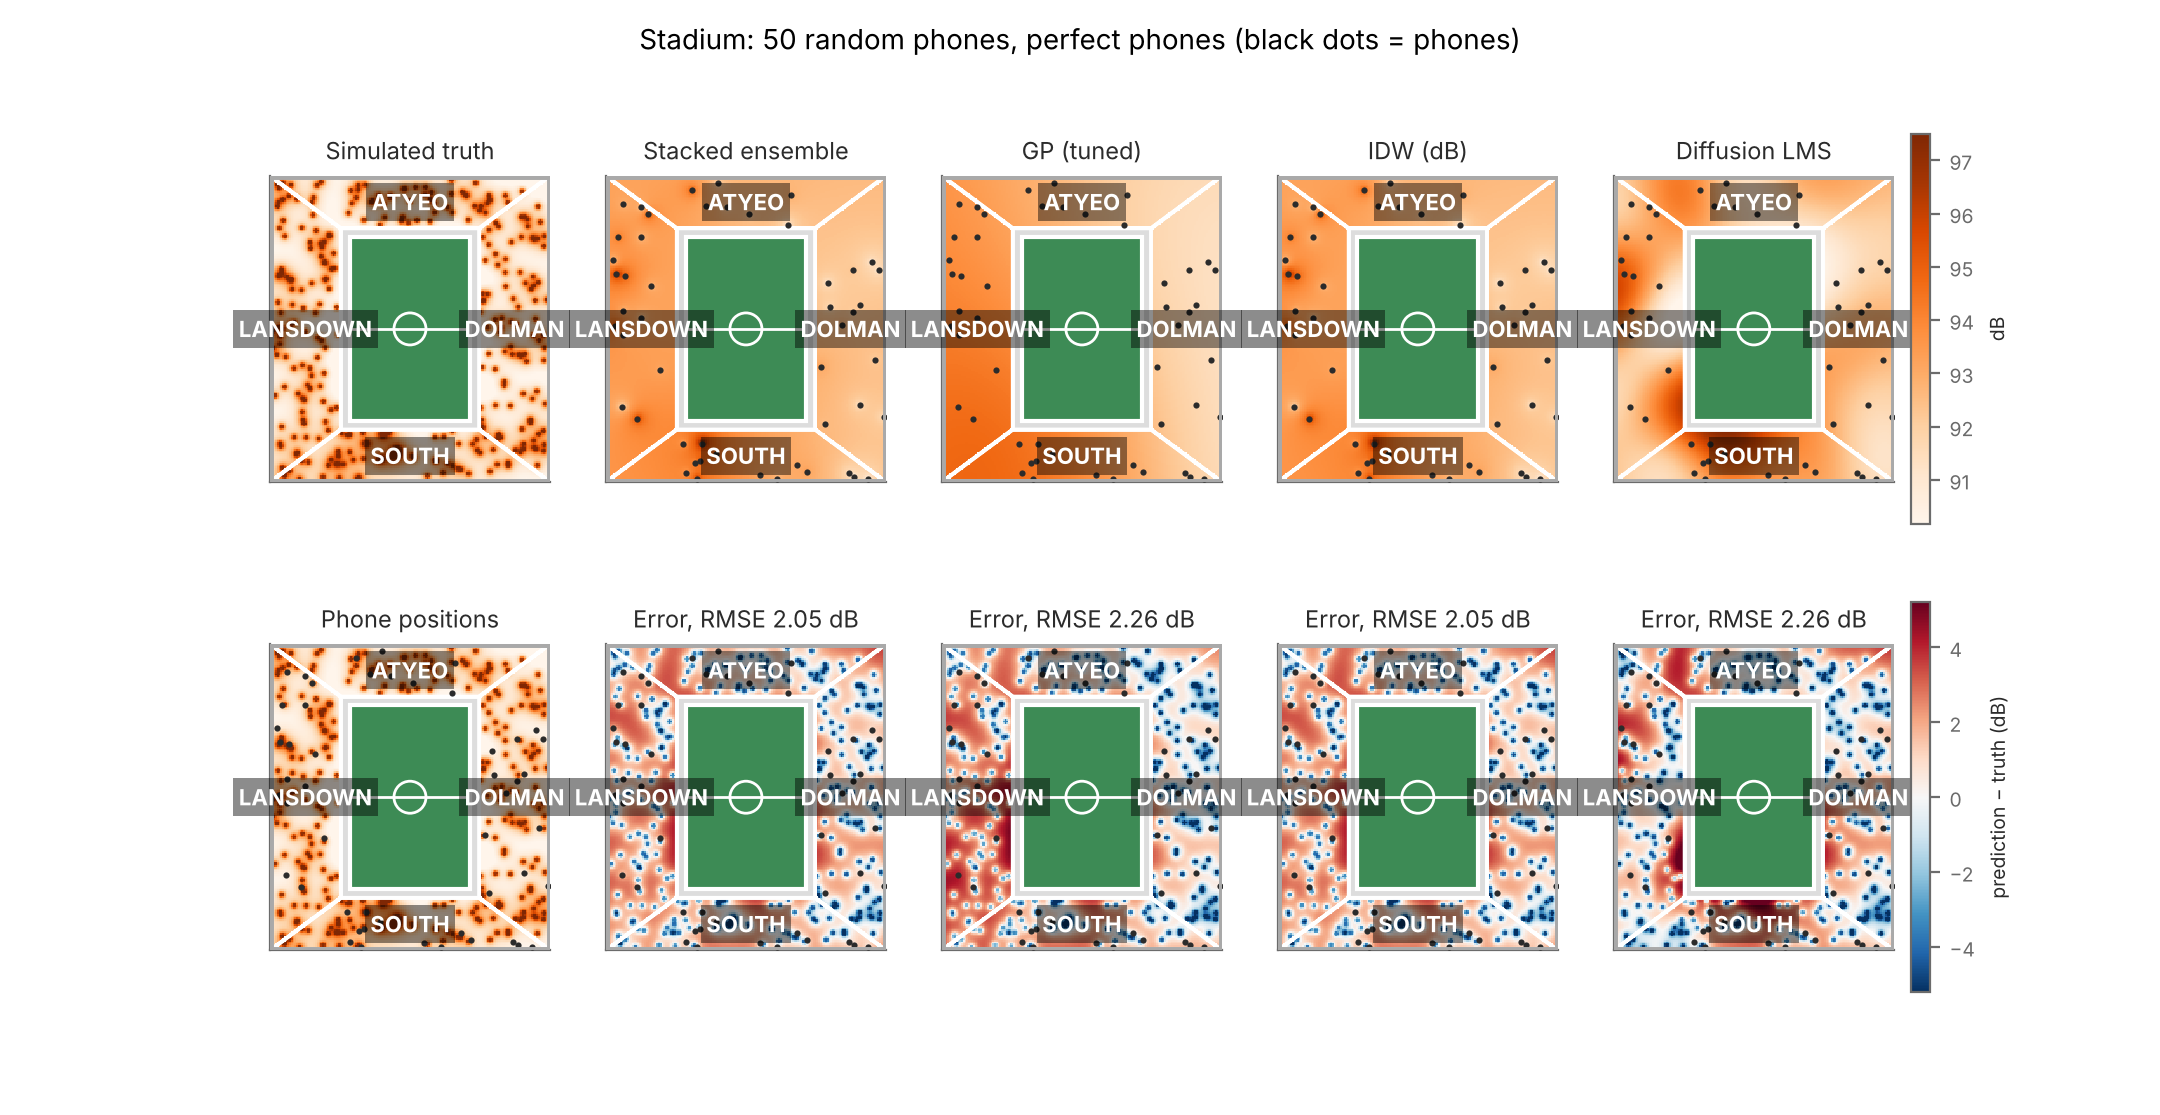 Stadium: 50 random phones, perfect phones (black dots = phones)
Simulated truth
Stacked ensemble
GP (tuned)
IDW (dB)
Diffusion LMS
ATYEO
ATYEO
ATYEO
ATYEO
ATYEO
LANSDOWN
DOLMAN
LANSDOWN
DOLMAN
LANSDOWN
DOLMAN
LANSDOWN
DOLMAN
LANSDOWN
DOLMAN
SOUTH
SOUTH
SOUTH
SOUTH
SOUTH
97
96
95
94
93
92
91
dB
Phone positions
Error, RMSE 2.05 dB
Error, RMSE 2.26 dB
Error, RMSE 2.05 dB
Error, RMSE 2.26 dB
ATYEO
ATYEO
ATYEO
ATYEO
ATYEO
LANSDOWN
DOLMAN
LANSDOWN
DOLMAN
LANSDOWN
DOLMAN
LANSDOWN
DOLMAN
LANSDOWN
DOLMAN
SOUTH
SOUTH
SOUTH
SOUTH
SOUTH
4
2
0
−2
−4
prediction − truth (dB)